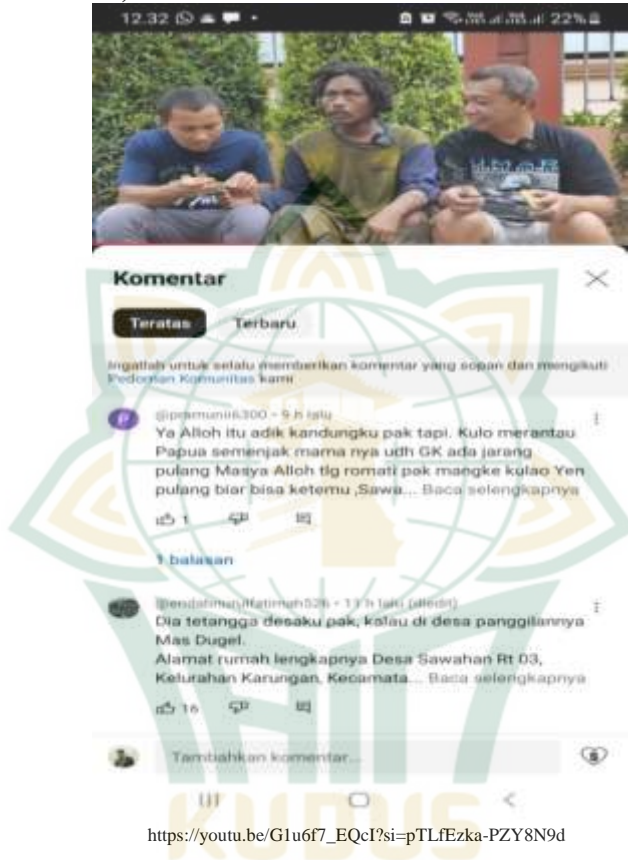 12.32
22%
Komentar
Teratas
Terbaru
Ingatlah untuk selalu memberikan komentar yang sopan dan mengikuti
Pedoman Komunitas kami
P
9 h lalu
Ya Alloh itu adik kandungku pak tapi. Kulo merantau
Papua semenjak mama nya udh GK ada jarang
pulang Masya Alloh tlg romati pak mangke kulao Yen
pulang biar bisa ketemu ,Sawa... Baca selengkapnya
1
1 balasan
11 h lalu (diedit)
Dia tetangga desaku pak, kalau di desa panggilannya
Mas Dugel.
Alamat rumah lengkapnya Desa Sawahan Rt 03,
Kelurahan Karungan, Kecamata... Baca selengkapnya
16
Tambahkan komentar...
KUDUS
https://youtu.be/G1u6f7_EQcI?si=pTLfEzka-PZY8N9d